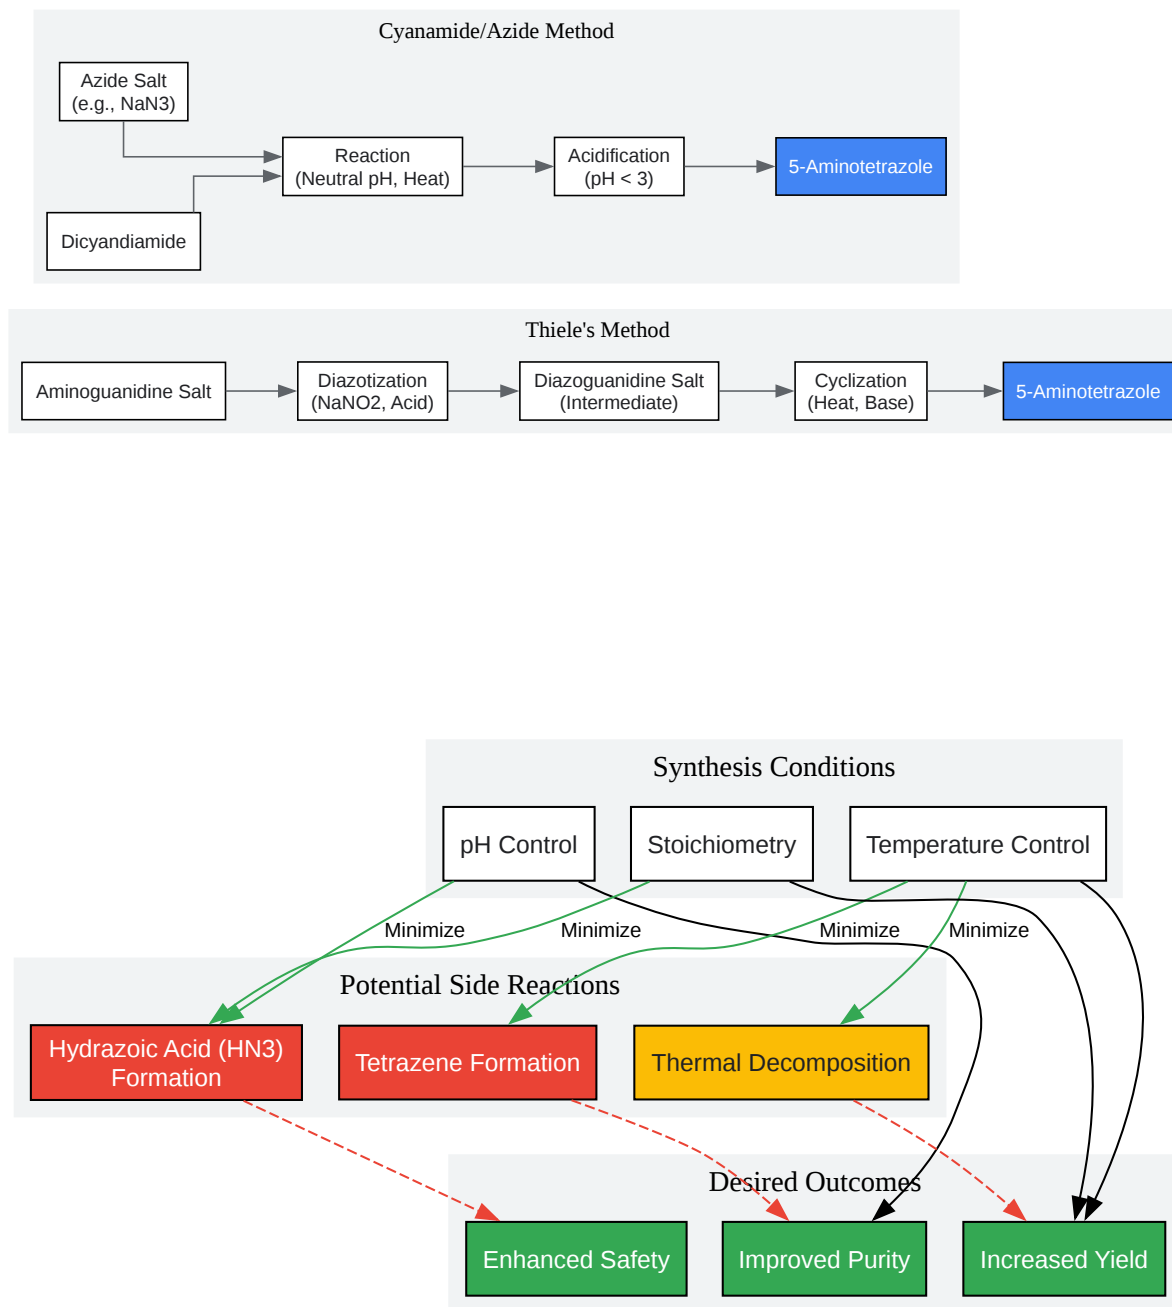 Cyanamide/Azide Method
Azide Salt
(e.g., NaN3)
Reaction
(Neutral pH, Heat)
Acidification
(pH < 3)
5-Aminotetrazole
Dicyandiamide
Thiele's Method
Aminoguanidine Salt
Diazotization
(NaNO2, Acid)
Diazoguanidine Salt
(Intermediate)
Cyclization
(Heat, Base)
5-Aminotetrazole
Synthesis Conditions
pH Control
Stoichiometry
Temperature Control
Minimize
Minimize
Minimize
Minimize
Potential Side Reactions
Hydrazoic Acid (HN3)
Formation
Tetrazene Formation
Thermal Decomposition
Desired Outcomes
Enhanced Safety
Improved Purity
Increased Yield